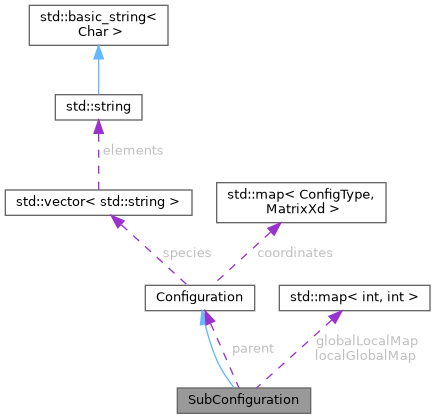 std::basic_string<
Char >
std::string
elements
std::vector< std::string >
std::map< ConfigType,
MatrixXd >
species
coordinates
Configuration
std::map< int, int >
parent
globalLocalMap
localGlobalMap
SubConfiguration